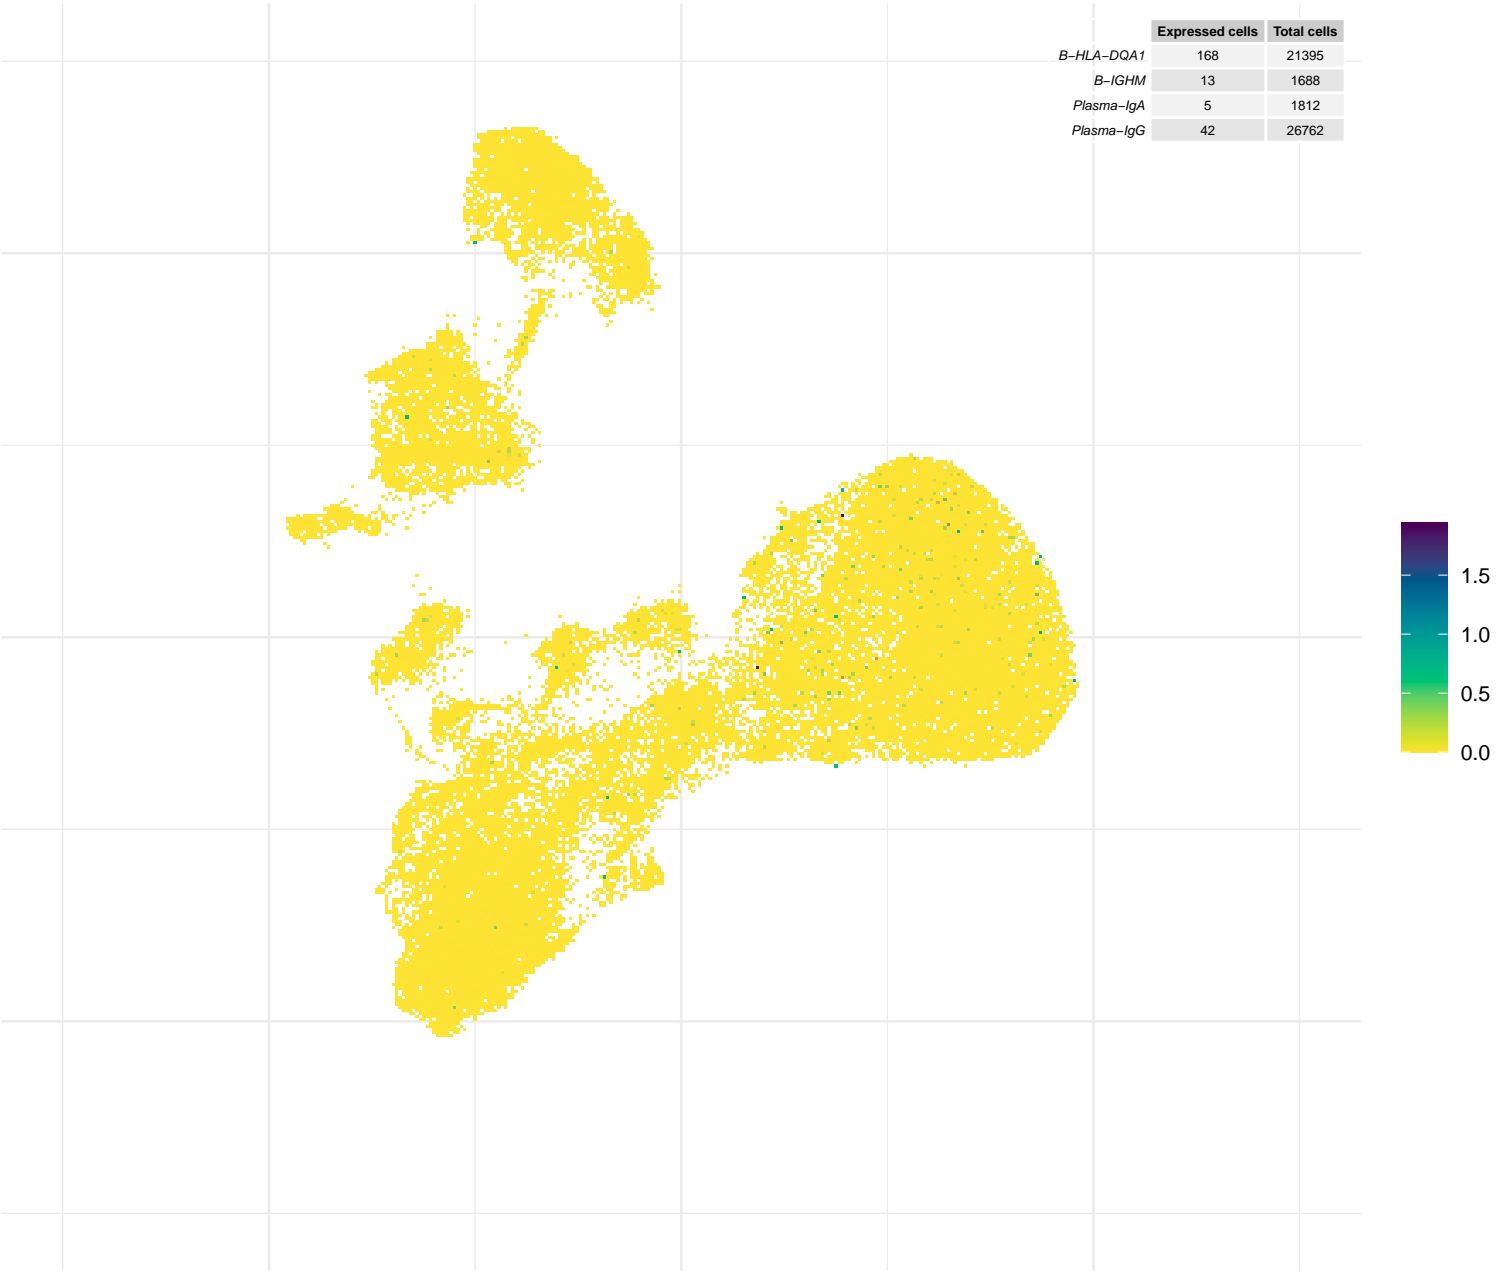 Expressed cells Total cells
B−HLA−DQA1 168 21395
B−IGHM 13 1688
Plasma−IgA 5 1812
Plasma−IgG 42 26762
1.5
1.0
0.5
0.0